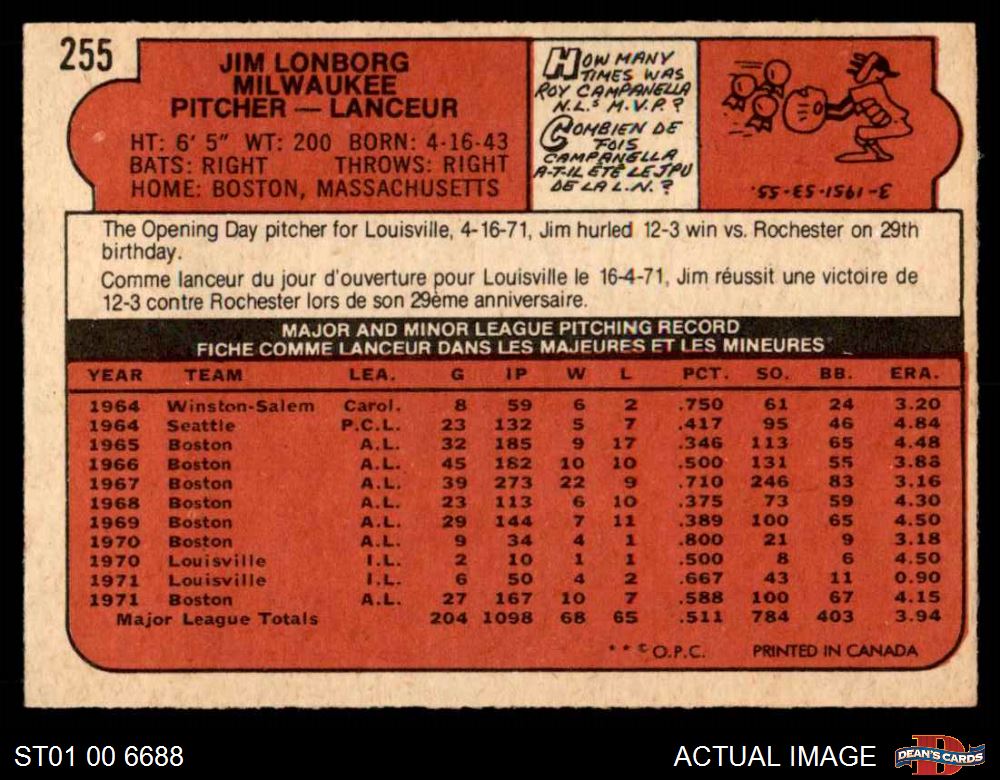 255
JIM LONBORG
MILWAUKEE
PITCHER — LANCEUR
HT: 6' 5" WT: 200 BORN: 4-16-43
BATS: RIGHT THROWS: RIGHT
HOME: BOSTON, MASSACHUSETTS
HOW MANY
TIMES WAS
ROY CAMPANELLA
N.L.'S M.V.P.?
COMBIEN DE
FOIS
CAMPANELLA
A-T-IL ÉTÉ LE JPU
DE LA L.N.?
3-1951-53-55.
The Opening Day pitcher for Louisville, 4-16-71, Jim hurled 12-3 win vs. Rochester on 29th
birthday.
Comme lanceur du jour d'ouverture pour Louisville le 16-4-71, Jim réussit une victoire de
12-3 contre Rochester lors de son 29ème anniversaire.
MAJOR AND MINOR LEAGUE PITCHING RECORD
FICHE COMME LANCEUR DANS LES MAJEURES ET LES MINEURES
YEAR TEAM LEA. G IP W L PCT. SO. BB. ERA.
1964 Winston-Salem Carol. 8 59 6 2 .750 61 24 3.20
1964 Seattle P.C.L. 23 132 5 7 .417 95 46 4.84
1965 Boston A.L. 32 185 9 17 .346 113 65 4.48
1966 Boston A.L. 45 182 10 10 .500 131 55 3.88
1967 Boston A.L. 39 273 22 9 .710 246 83 3.16
1968 Boston A.L. 23 113 6 10 .375 73 59 4.30
1969 Boston A.L. 29 144 7 11 .389 100 65 4.50
1970 Boston A.L. 9 34 4 1 .800 21 9 3.18
1970 Louisville I.L. 2 10 1 1 .500 8 6 4.50
1971 Louisville I.L. 6 50 4 2 .667 43 11 0.90
1971 Boston A.L. 27 167 10 7 .588 100 67 4.15
Major League Totals 204 1098 68 65 .511 784 403 3.94
* * © O.P.C. PRINTED IN CANADA
ST01 00 6688
ACTUAL IMAGE
D
DEAN'S CARDS